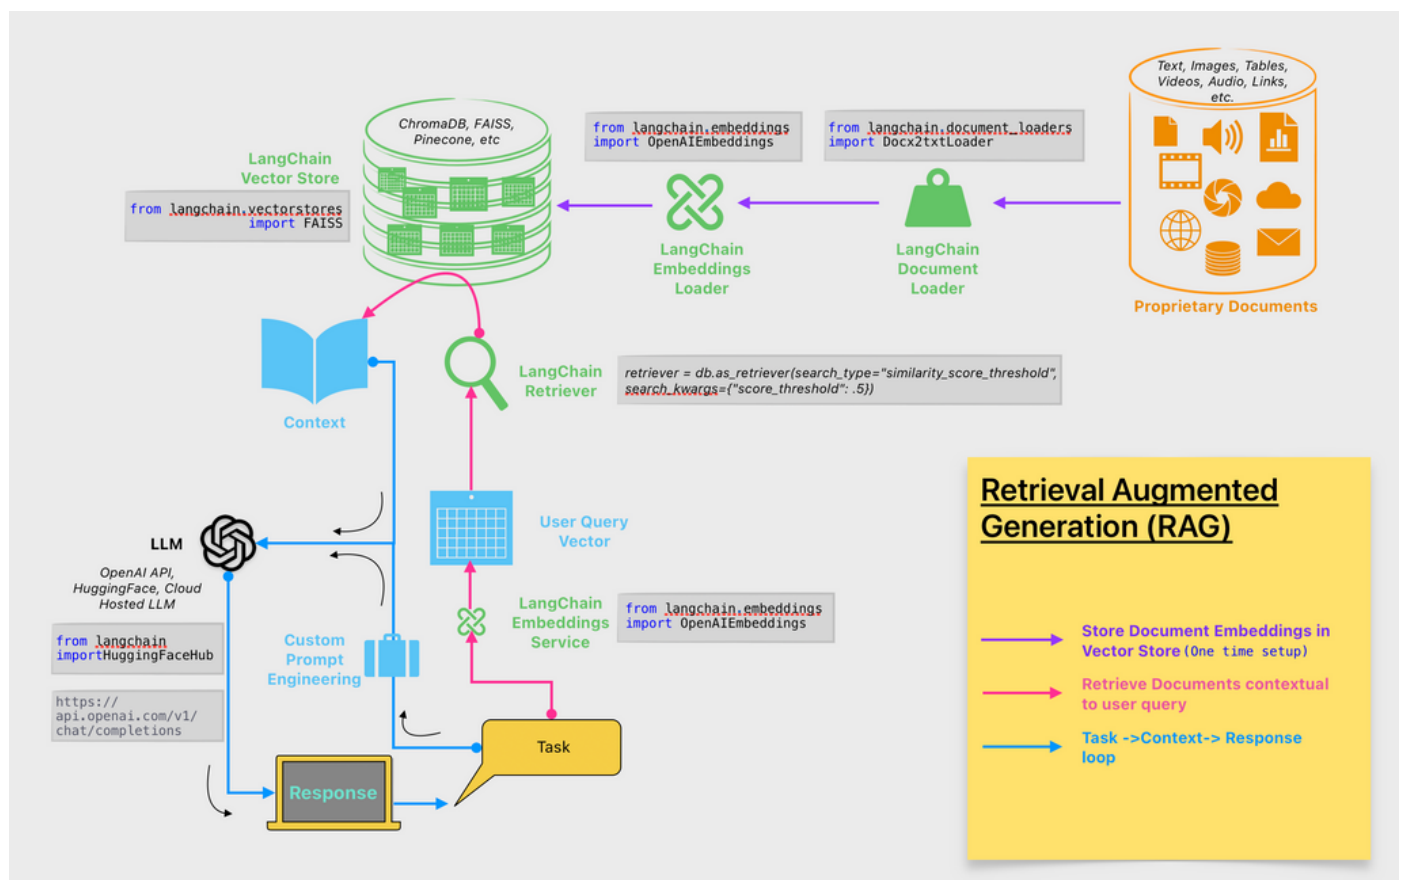 Text, Images, Tables,
Videos, Audio, Links,
etc.
Proprietary Documents
from langchain.document_loaders
import Docx2txtLoader
LangChain
Document
Loader
from langchain.embeddings
import OpenAIEmbeddings
LangChain
Embeddings
Loader
ChromaDB, FAISS,
Pinecone, etc
LangChain
Vector Store
from langchain.vectorstores
import FAISS
Context
LangChain
Retriever
retriever = db.as_retriever(search_type="similarity_score_threshold",
search_kwargs={"score_threshold": .5})
User Query
Vector
LangChain
Embeddings
Service
from langchain.embeddings
import OpenAIEmbeddings
LLM
OpenAI API,
HuggingFace, Cloud
Hosted LLM
from langchain
importHuggingFaceHub
https://
api.openai.com/v1/
chat/completions
Custom
Prompt
Engineering
Task
Response
Retrieval Augmented
Generation (RAG)
Store Document Embeddings in
Vector Store (One time setup)
Retrieve Documents contextual
to user query
Task ->Context-> Response
loop